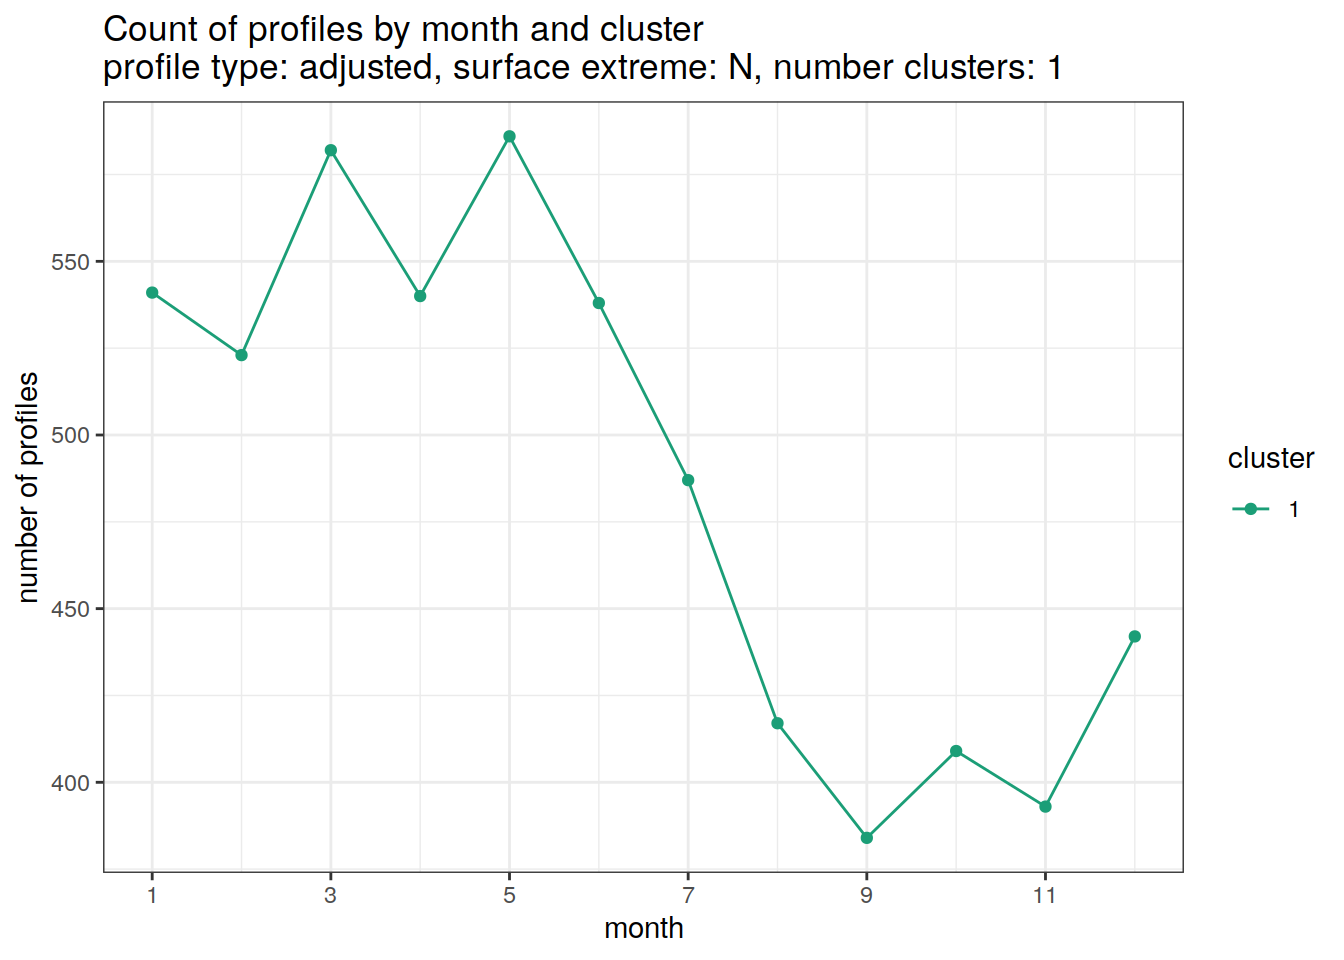 Count of profiles by month and cluster
profile type: adjusted, surface extreme: N, number clusters: 1
550
500
450
400
number of profiles
1 3 5 7 9 11
month
cluster
1